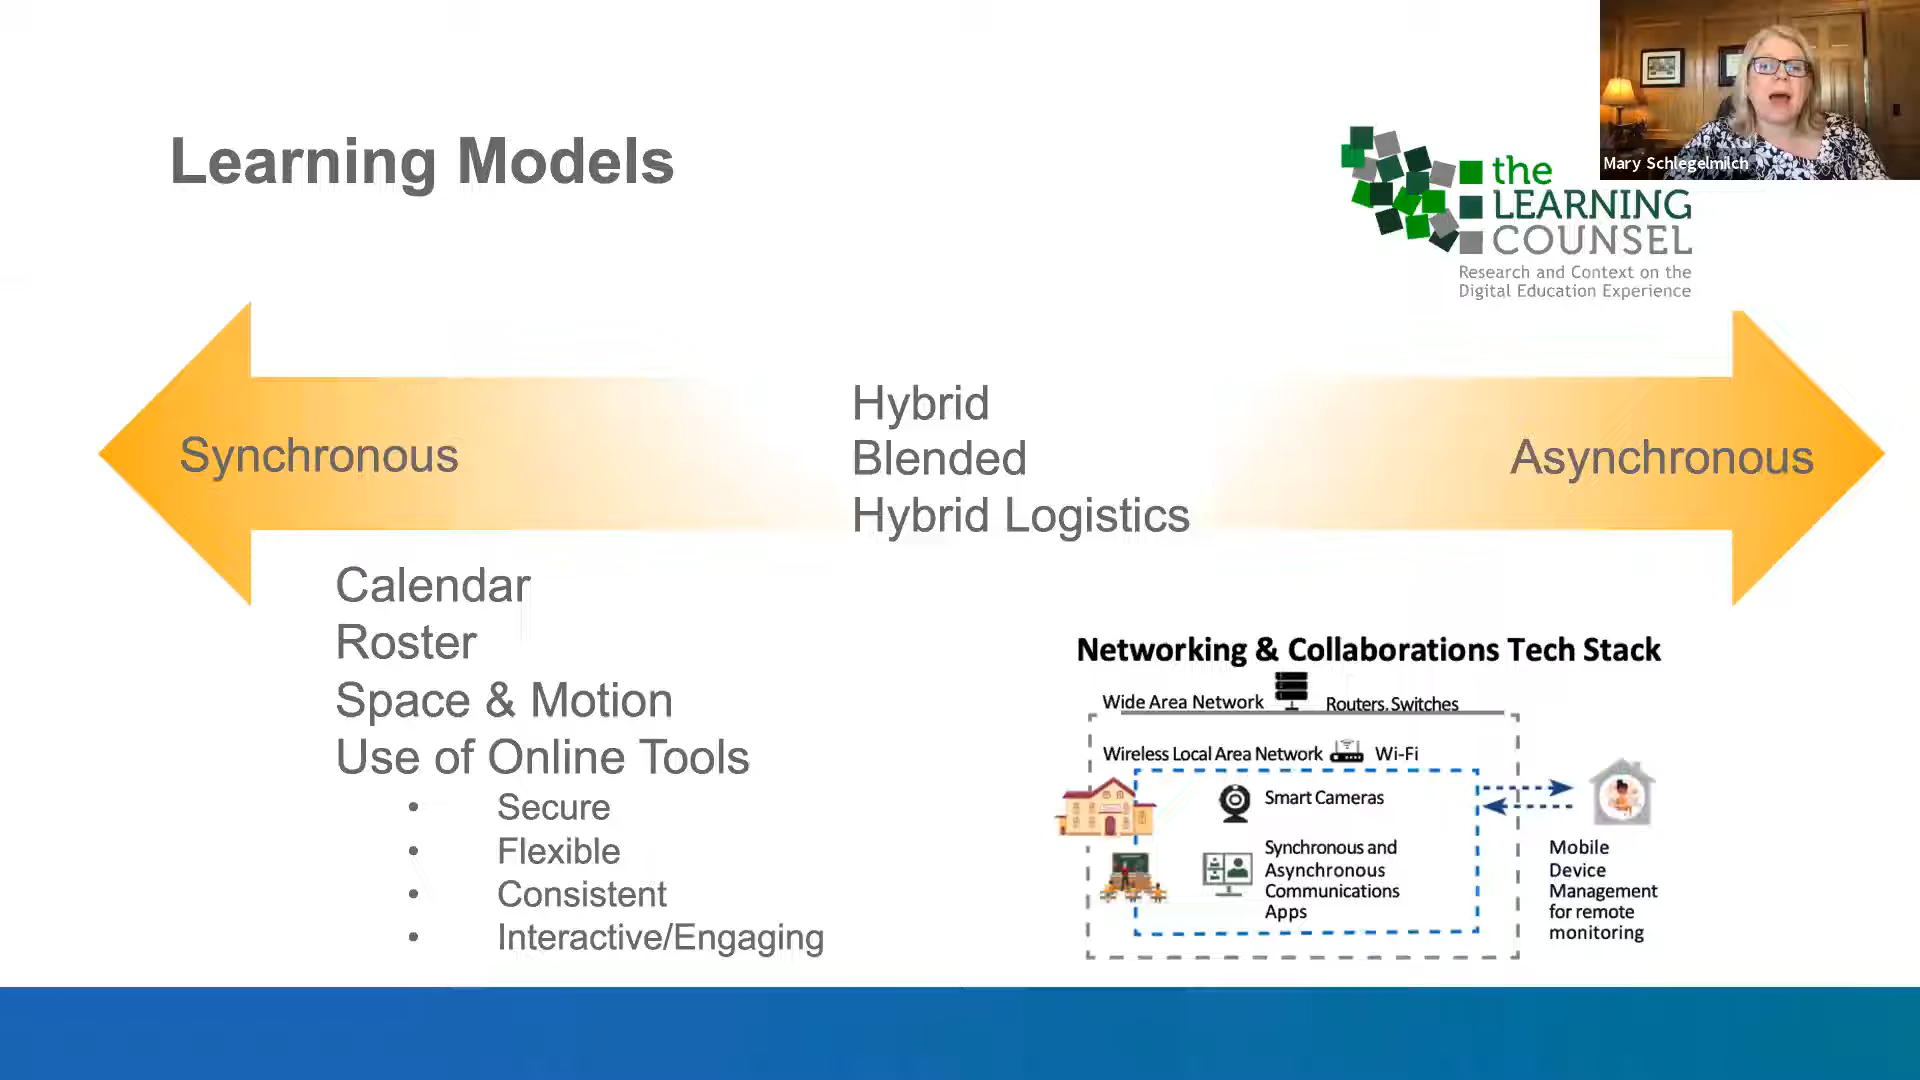 Learning Models
Mary Schlegelmilch
the
LEARNING
COUNSEL
Research and Context on the
Digital Education Experience
Synchronous
Hybrid
Blended
Hybrid Logistics
Asynchronous
Calendar
Roster
Space & Motion
Use of Online Tools
• Secure
• Flexible
• Consistent
• Interactive/Engaging
Networking & Collaborations Tech Stack
Wide Area Network
Routers, Switches
Wireless Local Area Network
Wi-Fi
Smart Cameras
Synchronous and
Asynchronous
Communications
Apps
Mobile
Device
Management
for remote
monitoring